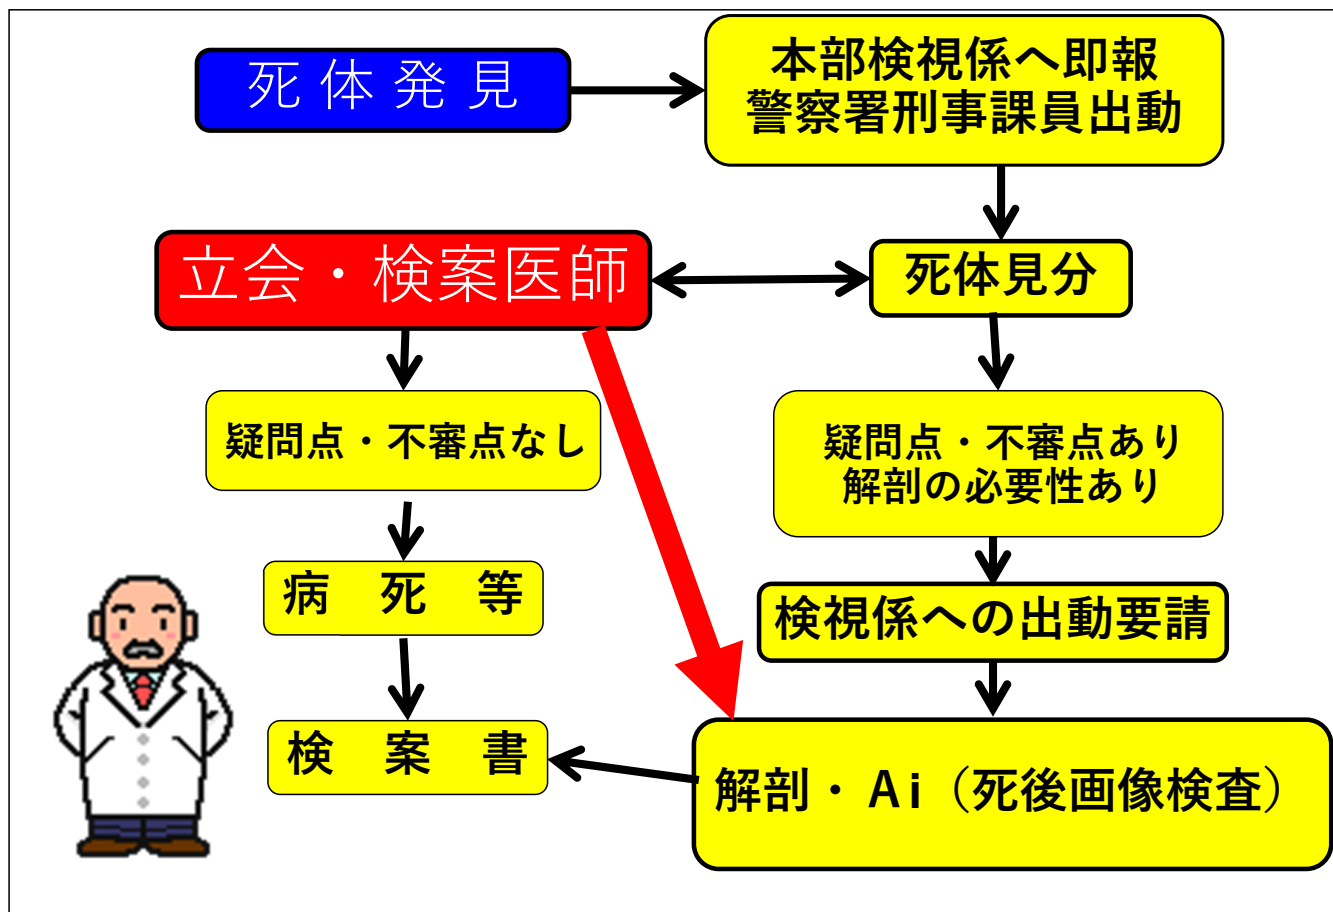 死体発見
本部検視係へ即報
警察署刑事課員出動
立会・検案医師
死体見分
疑問点・不審点なし
疑問点・不審点あり
解剖の必要性あり
病　死　等
検視係への出動要請
検　案　書
解剖・Ai（死後画像検査）